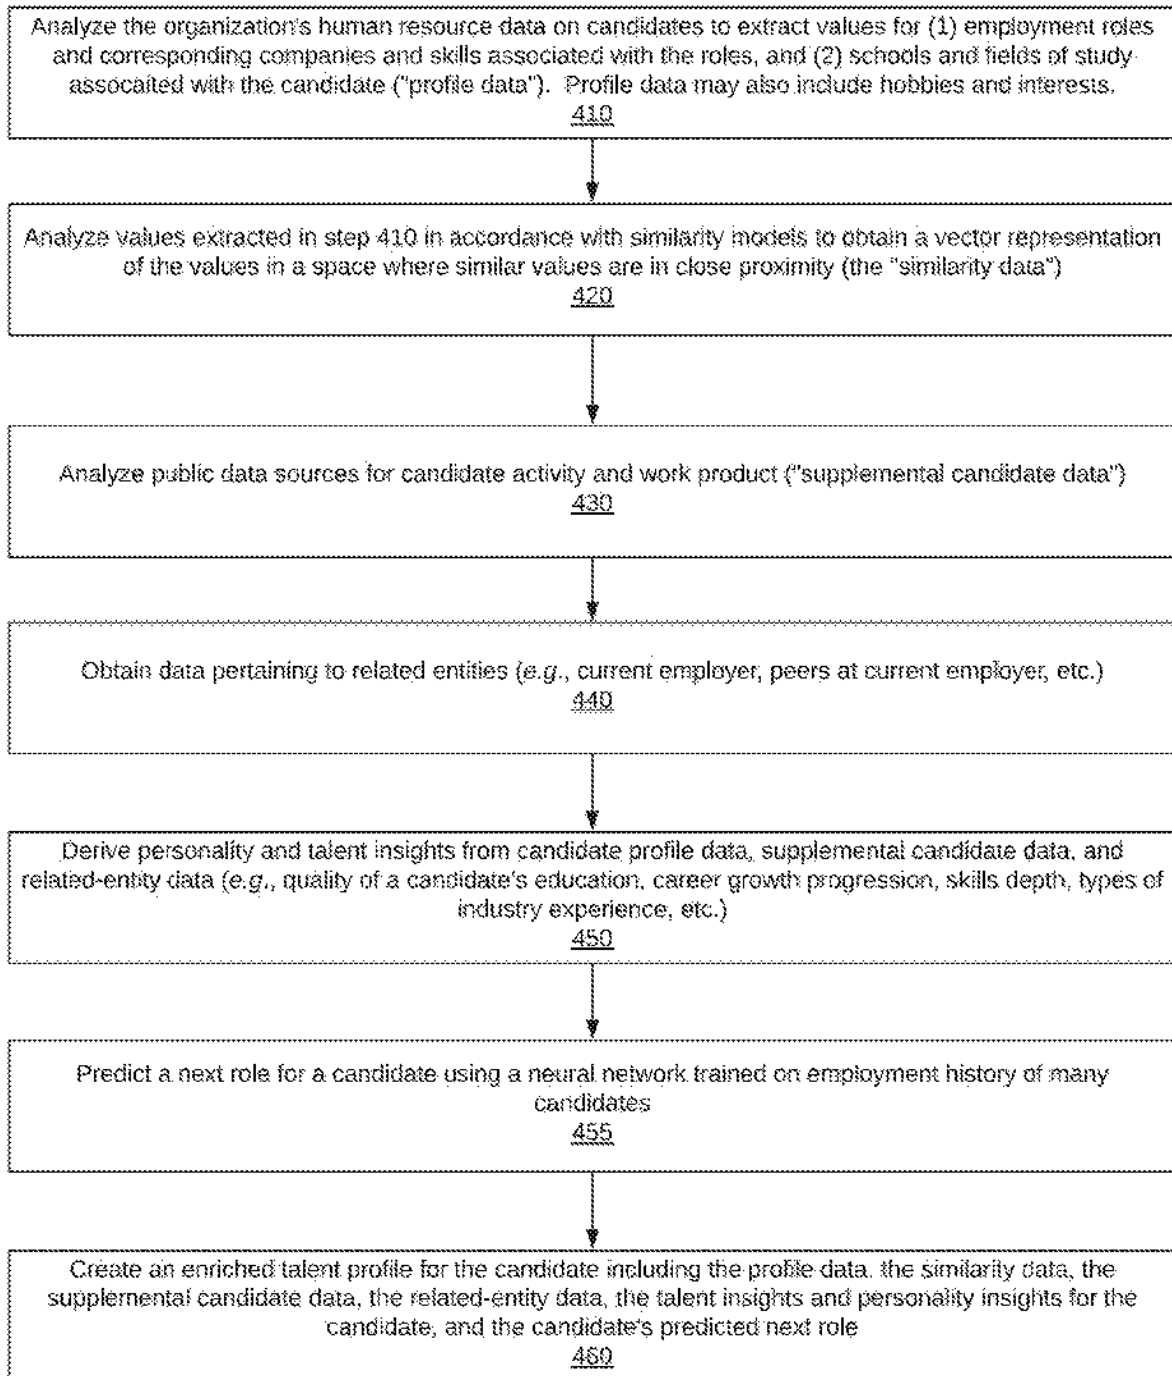 Analyze the organization's human resource data on candidates to extract values for (1) employment roles
and corresponding companies and skills associated with the roles, and (2) schools and fields of study
assocaited with the candidate ("profile data"). Profile data may also include hobbies and interests.
410
Analyze values extracted in step 410 in accordance with similarity models to obtain a vector representation
of the values in a space where similar values are in close proximity (the "similarity data")
420
Analyze public data sources for candidate activity and work product ("supplemental candidate data")
430
Obtain data pertaining to related entities (e.g., current employer, peers at current employer, etc.)
440
Derive personality and talent insights from candidate profile data, supplemental candidate data, and
related-entity data (e.g., quality of a candidate's education, career growth progression, skills depth, types of
industry experience, etc.)
450
Predict a next role for a candidate using a neural network trained on employment history of many
candidates
455
Create an enriched talent profile for the candidate including the profile data, the similarity data, the
supplemental candidate data, the related-entity data, the talent insights and personality insights for the
candidate, and the candidate's predicted next role
460